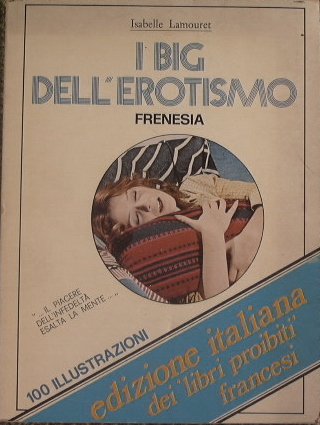 Isabelle Lamouret
I BIG
DELL'EROTISMO
FRENESIA
"... IL PIACERE
DELL'INFEDELTÀ
ESALTA LA MENTE..."
100 ILLUSTRAZIONI
edizione italiana
dei libri proibiti
francesi